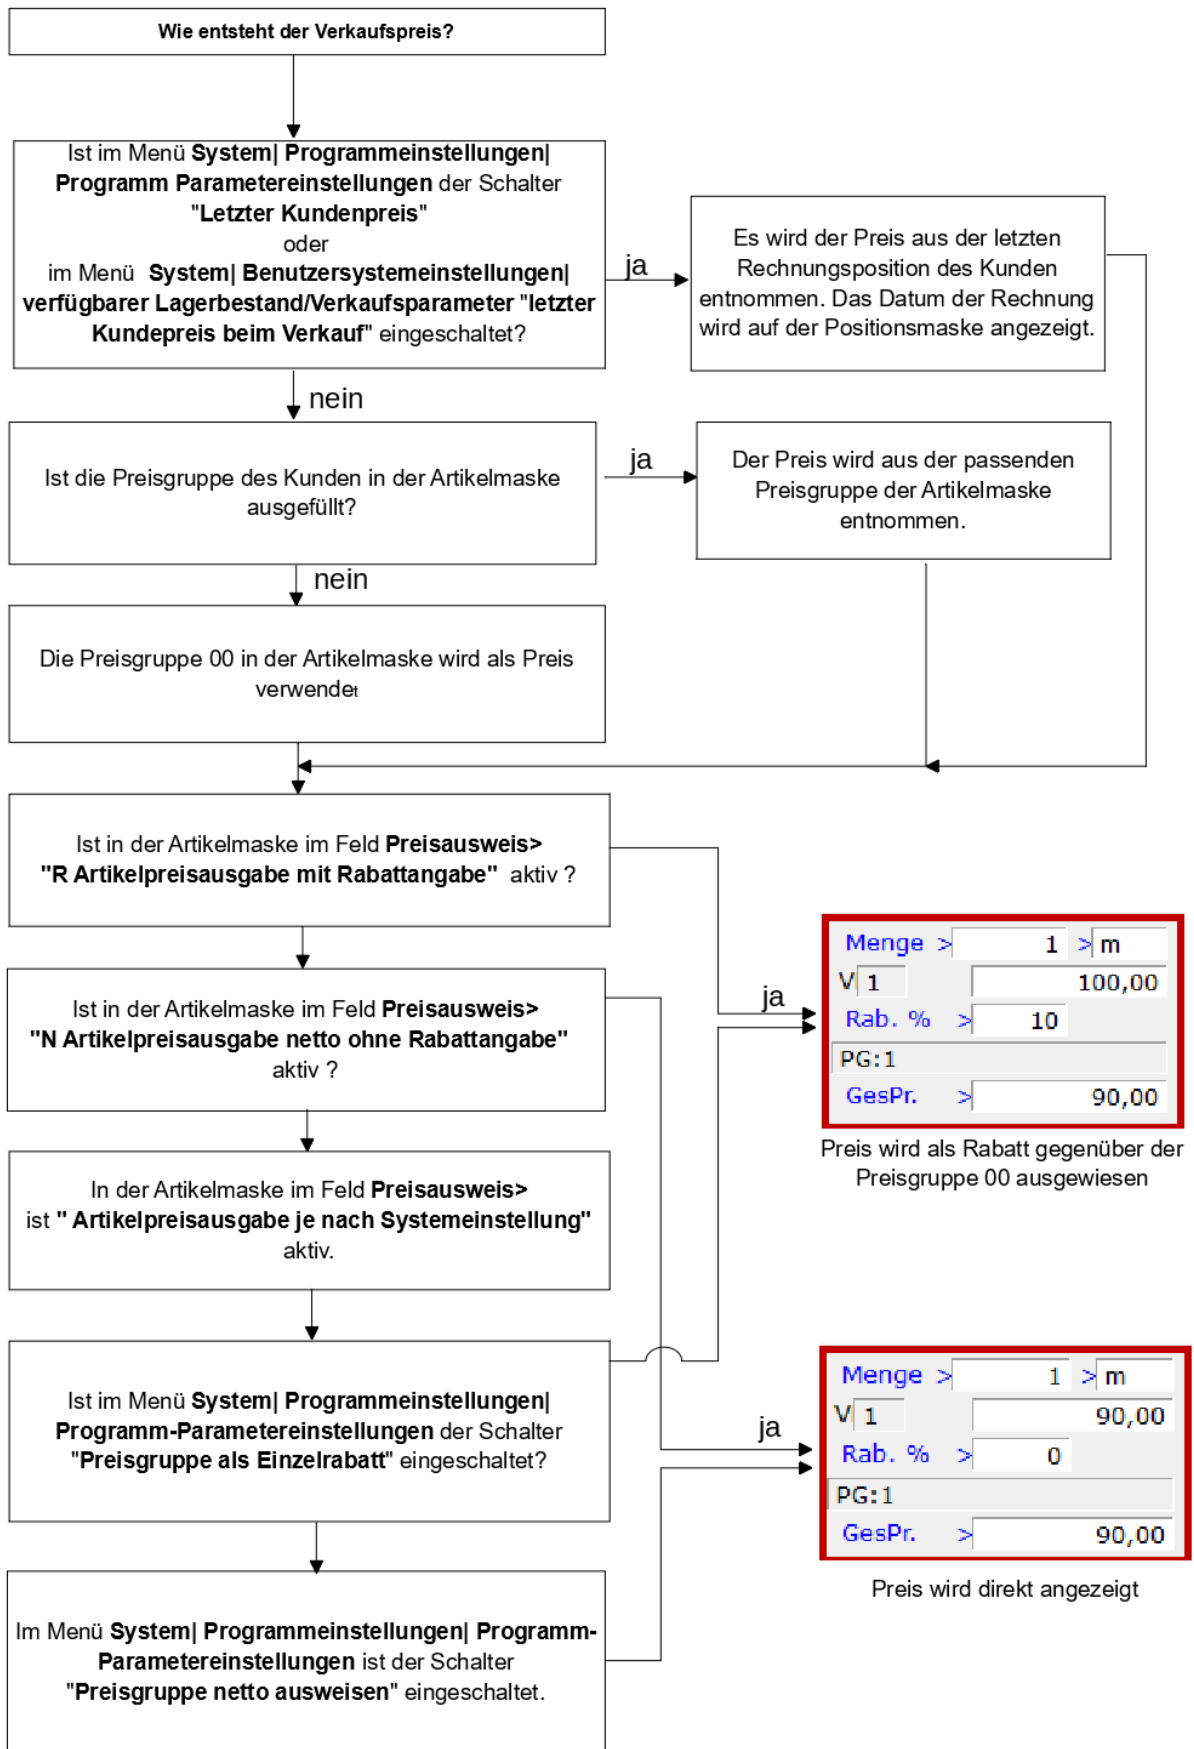 Wie entsteht der Verkaufspreis?
Ist im Menü System| Programmeinstellungen|
Programm Parametereinstellungen der Schalter
"Letzter Kundenpreis"
oder
im Menü System| Benutzersystemeinstellungen|
verfügbarer Lagerbestand/Verkaufsparameter "letzter
Kundepreis beim Verkauf" eingeschaltet?
ja
Es wird der Preis aus der letzten
Rechnungsposition des Kunden
entnommen. Das Datum der Rechnung
wird auf der Positionsmaske angezeigt.
nein
Ist die Preisgruppe des Kunden in der Artikelmaske
ausgefüllt?
ja
Der Preis wird aus der passenden
Preisgruppe der Artikelmaske
entnommen.
nein
Die Preisgruppe 00 in der Artikelmaske wird als Preis
verwendet
Ist in der Artikelmaske im Feld Preisausweis>
"R Artikelpreisausgabe mit Rabattangabe" aktiv ?
Ist in der Artikelmaske im Feld Preisausweis>
"N Artikelpreisausgabe netto ohne Rabattangabe"
aktiv ?
ja
Menge > 1 > m
V 1 100,00
Rab. % > 10
PG:1
GesPr. > 90,00
Preis wird als Rabatt gegenüber der
Preisgruppe 00 ausgewiesen
In der Artikelmaske im Feld Preisausweis>
ist " Artikelpreisausgabe je nach Systemeinstellung"
aktiv.
Ist im Menü System| Programmeinstellungen|
Programm-Parametereinstellungen der Schalter
"Preisgruppe als Einzelrabatt" eingeschaltet?
ja
Menge > 1 > m
V 1 90,00
Rab. % > 0
PG:1
GesPr. > 90,00
Preis wird direkt angezeigt
Im Menü System| Programmeinstellungen| Programm-
Parametereinstellungen ist der Schalter
"Preisgruppe netto ausweisen" eingeschaltet.